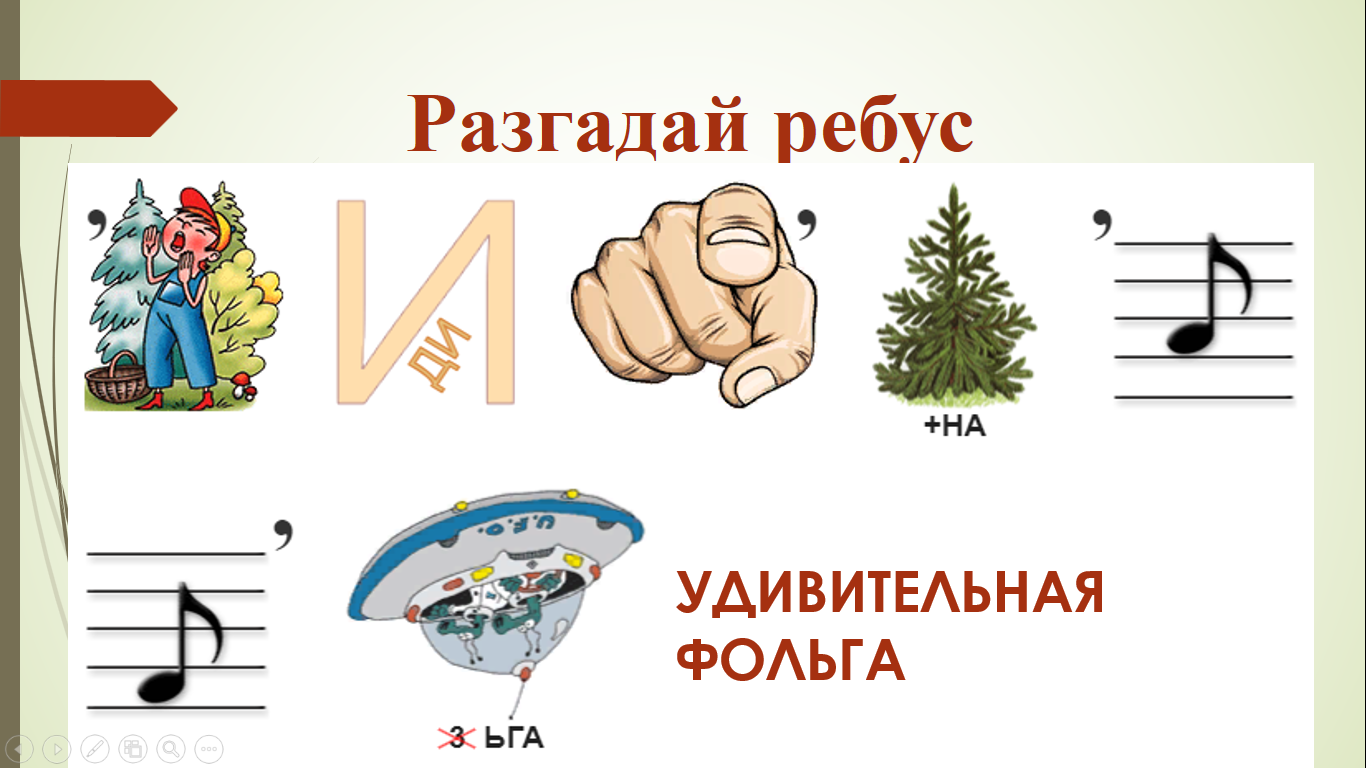 Разгадай ребус
’
И
ДИ
’
’
+НА
’
U.F.O.
З ЬГА
УДИВИТЕЛЬНАЯ
ФОЛЬГА